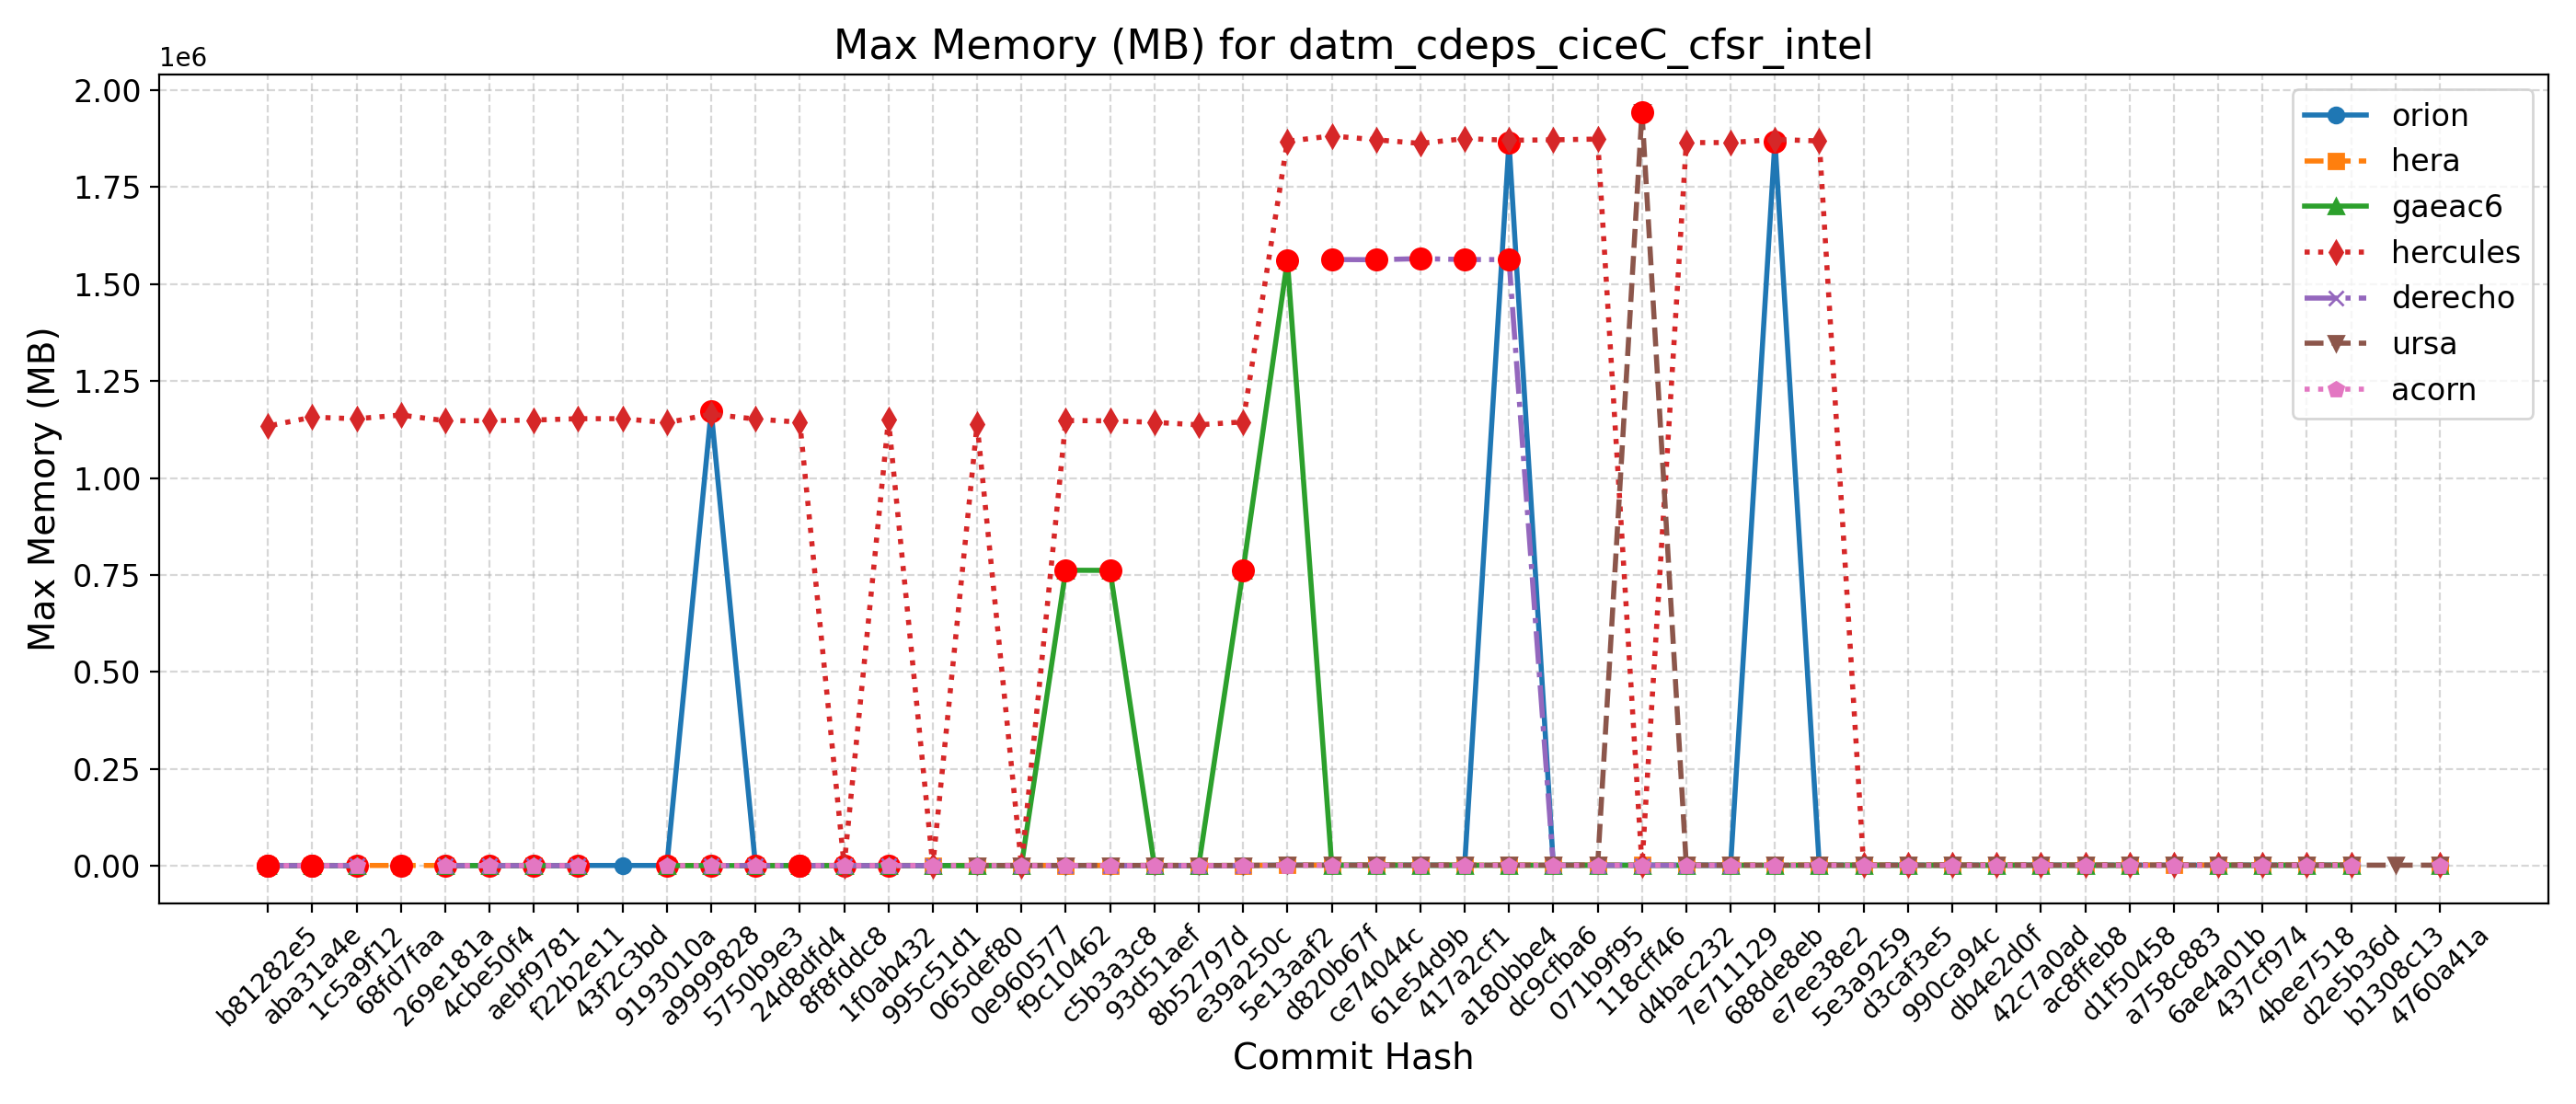 Max Memory (MB) for datm_cdeps_ciceC_cfsr_intel
1e6
2.00
1.75
1.50
1.25
1.00
0.75
0.50
0.25
0.00
Max Memory (MB)
orion
hera
gaeac6
hercules
derecho
ursa
acorn
b81282e5
aba31a4e
1c5a9f12
68fd7faa
269e181a
4cbe50f4
aebf9781
f22b2e11
43f2c3bd
9193010a
a9999828
5750b9e3
24d8dfd4
8f8fddc8
1f0ab432
995c51d1
065def80
0e960577
f9c10462
c5b3a3c8
93d51aef
8b52797d
e39a250c
5e13aaf2
d820b67f
ce74044c
61e54d9b
417a2cf1
a180bbe4
dc9cfba6
071b9f95
118cff46
d4bac232
7e711129
688de8eb
e7ee38e2
5e3a9259
d3caf3e5
990ca94c
db4e2d0f
42c7a0ad
ac8ffeb8
d1f50458
a758c883
6ae4a01b
437cf974
4bee7518
d2e5b36d
b1308c13
4760a41a
Commit Hash